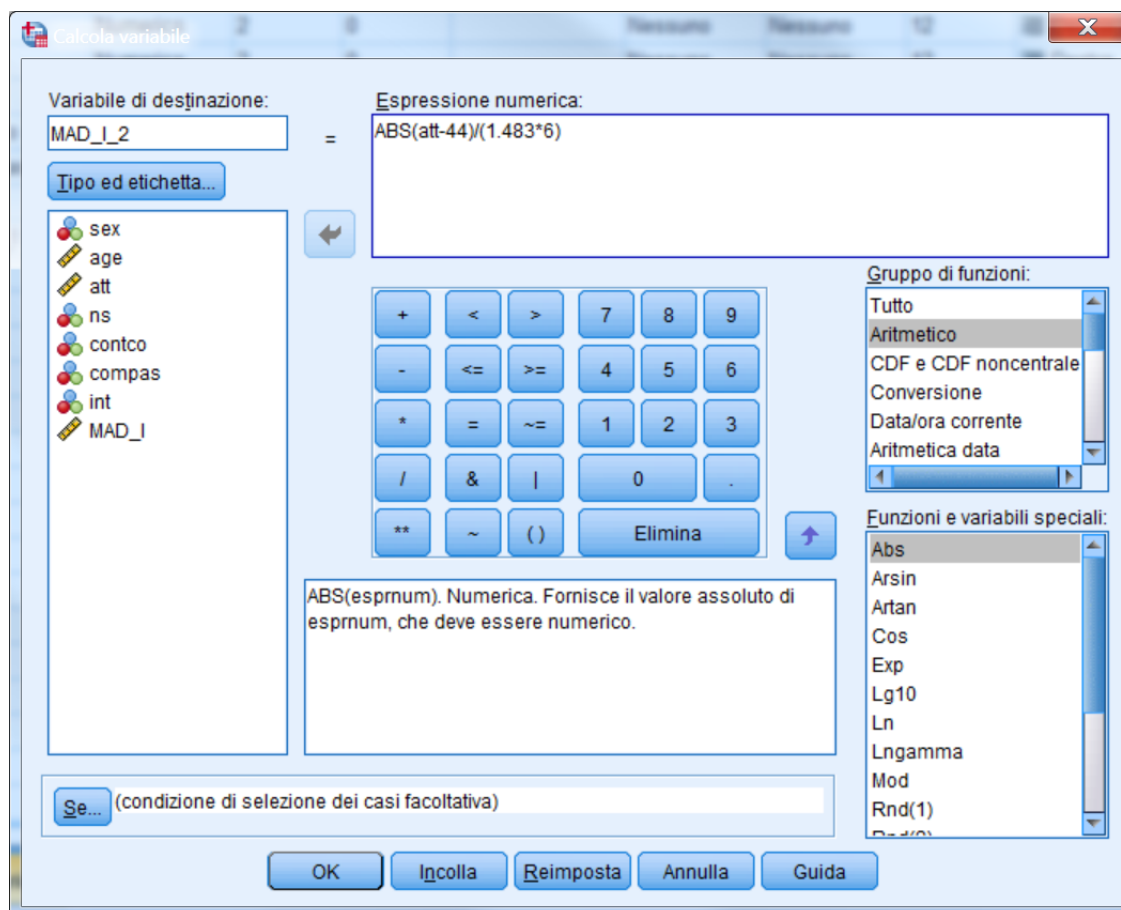 Calcola variabile
Variabile di destinazione:
Espressione numerica:
MAD_I_2
=
ABS(att-44)/(1.483*6)
Tipo ed etichetta...
sex
age
att
ns
contco
compas
int
MAD_I
+ < > 7 8 9
- <= >= 4 5 6
* = ~= 1 2 3
/ & | 0 .
** ~ ( ) Elimina
Gruppo di funzioni:
Tutto
Aritmetico
CDF e CDF noncentrale
Conversione
Data/ora corrente
Aritmetica data
ABS(esprnum). Numerica. Fornisce il valore assoluto di
esprnum, che deve essere numerico.
Funzioni e variabili speciali:
Abs
Arsin
Artan
Cos
Exp
Lg10
Ln
Lngamma
Mod
Rnd(1)
Se... (condizione di selezione dei casi facoltativa)
OK Incolla Reimposta Annulla Guida